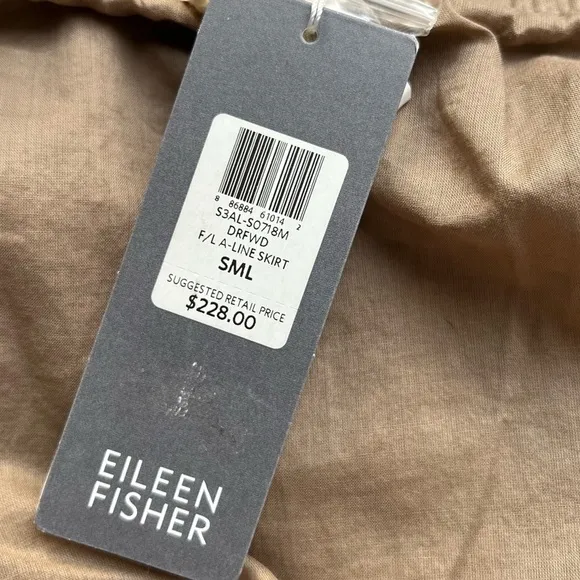 8 86884 61014 2
S3AL-S0718M
DRFWD
F/L A-LINE SKIRT
SML
SUGGESTED RETAIL PRICE
$228.00
EILEEN
FISHER